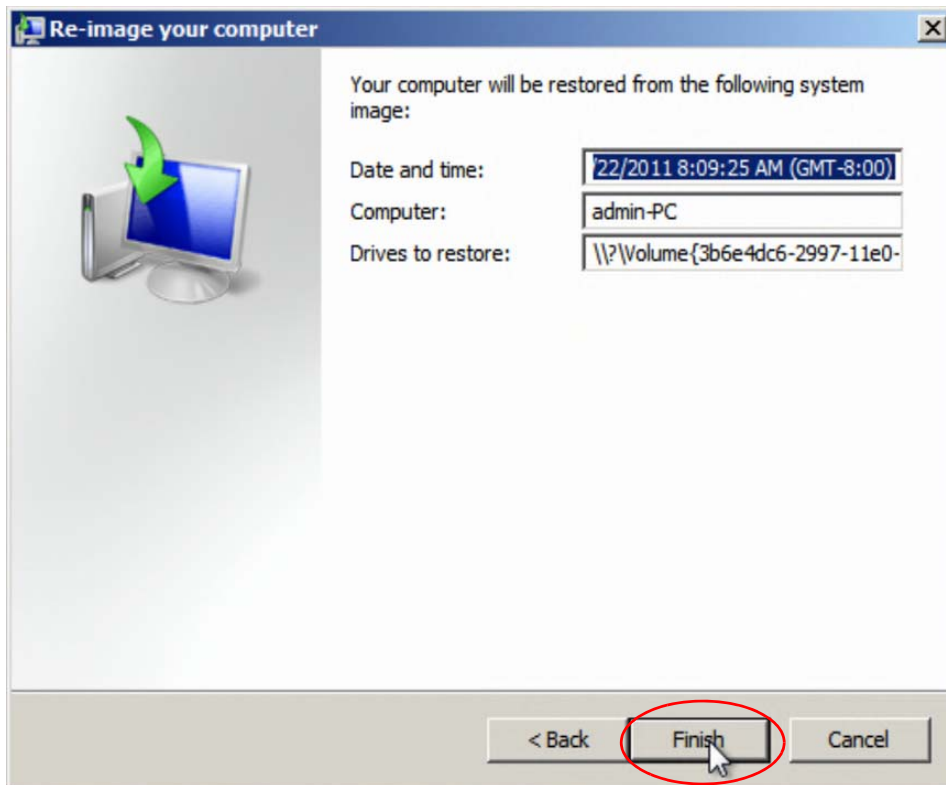 Re-image your computer
Your computer will be restored from the following system
image:
Date and time: /22/2011 8:09:25 AM (GMT-8:00)
Computer: admin-PC
Drives to restore: \\?\Volume{3b6e4dc6-2997-11e0-
< Back Finish Cancel